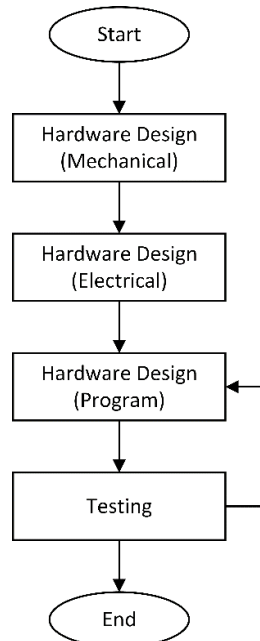 Start
Hardware Design
(Mechanical)
Hardware Design
(Electrical)
Hardware Design
(Program)
Testing
End